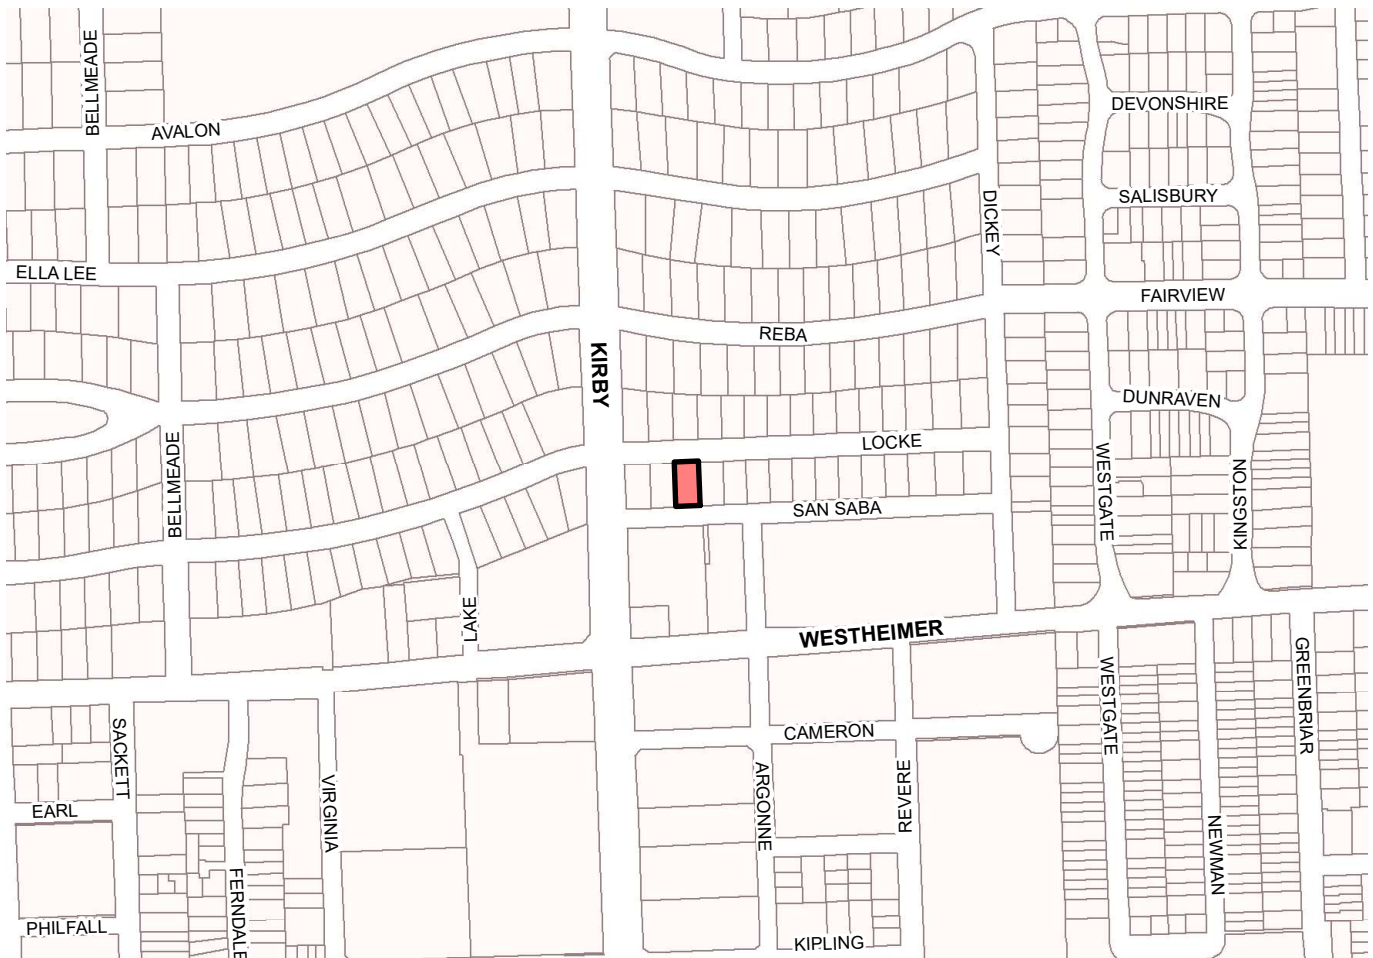 BELLMEADE
AVALON
DEVONSHIRE
SALISBURY
DICKEY
ELLA LEE
FAIRVIEW
REBA
KIRBY
DUNRAVEN
LOCKE
BELLMEADE
WESTGATE
KINGSTON
SAN SABA
LAKE
WESTHEIMER
GREENBRIAR
WESTGATE
SACKETT
CAMERON
VIRGINIA
ARGONNE
REVERE
EARL
NEWMAN
FERNDALE
PHILFALL
KIPLING